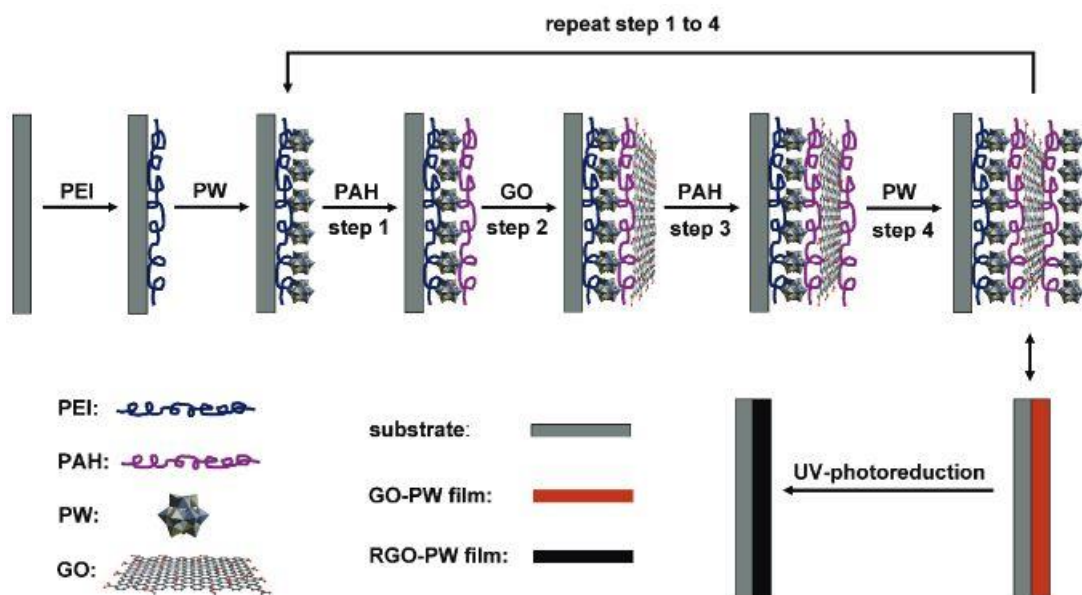 repeat step 1 to 4
PEI
PW
PAH
step 1
GO
step 2
PAH
step 3
PW
step 4
PEI:
PAH:
PW:
GO:
substrate:
GO-PW film:
RGO-PW film:
UV-photoreduction